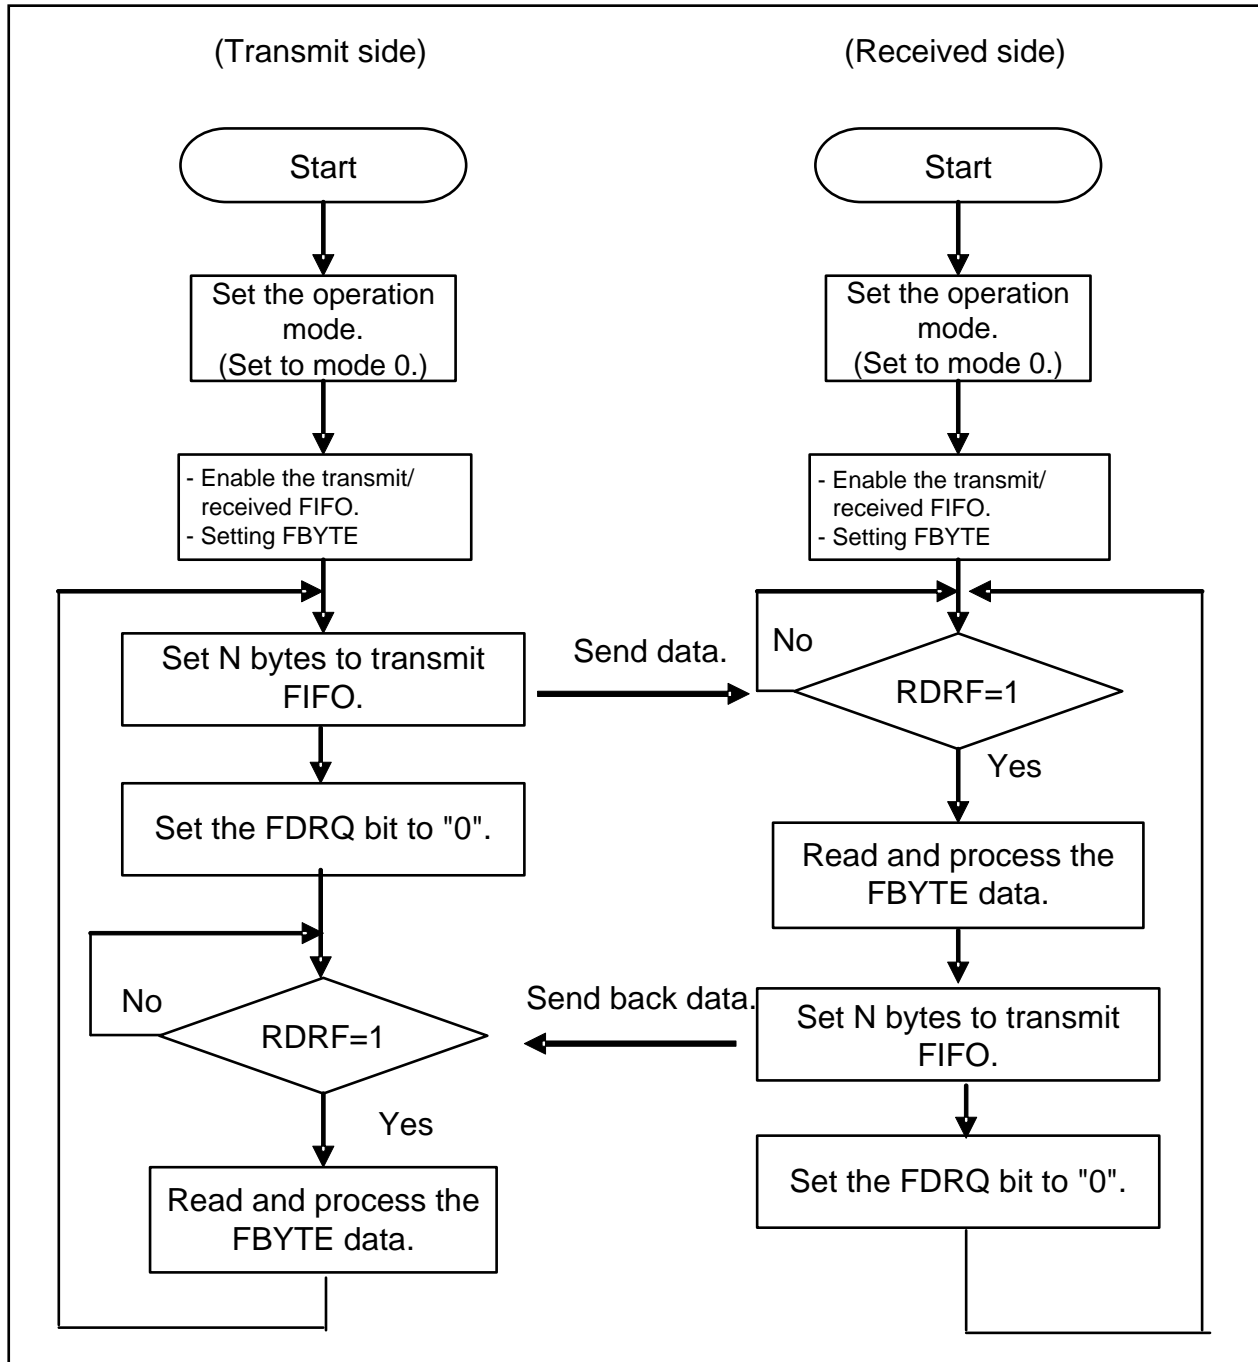 (Transmit side)
Start
Set the operation
mode.
(Set to mode 0.)
- Enable the transmit/
received FIFO.
- Setting FBYTE
Set N bytes to transmit
FIFO.
Set the FDRQ bit to "0".
No
RDRF=1
Yes
Read and process the
FBYTE data.
Send data.
Send back data.
(Received side)
Start
Set the operation
mode.
(Set to mode 0.)
- Enable the transmit/
received FIFO.
- Setting FBYTE
No
RDRF=1
Yes
Read and process the
FBYTE data.
Set N bytes to transmit
FIFO.
Set the FDRQ bit to "0".